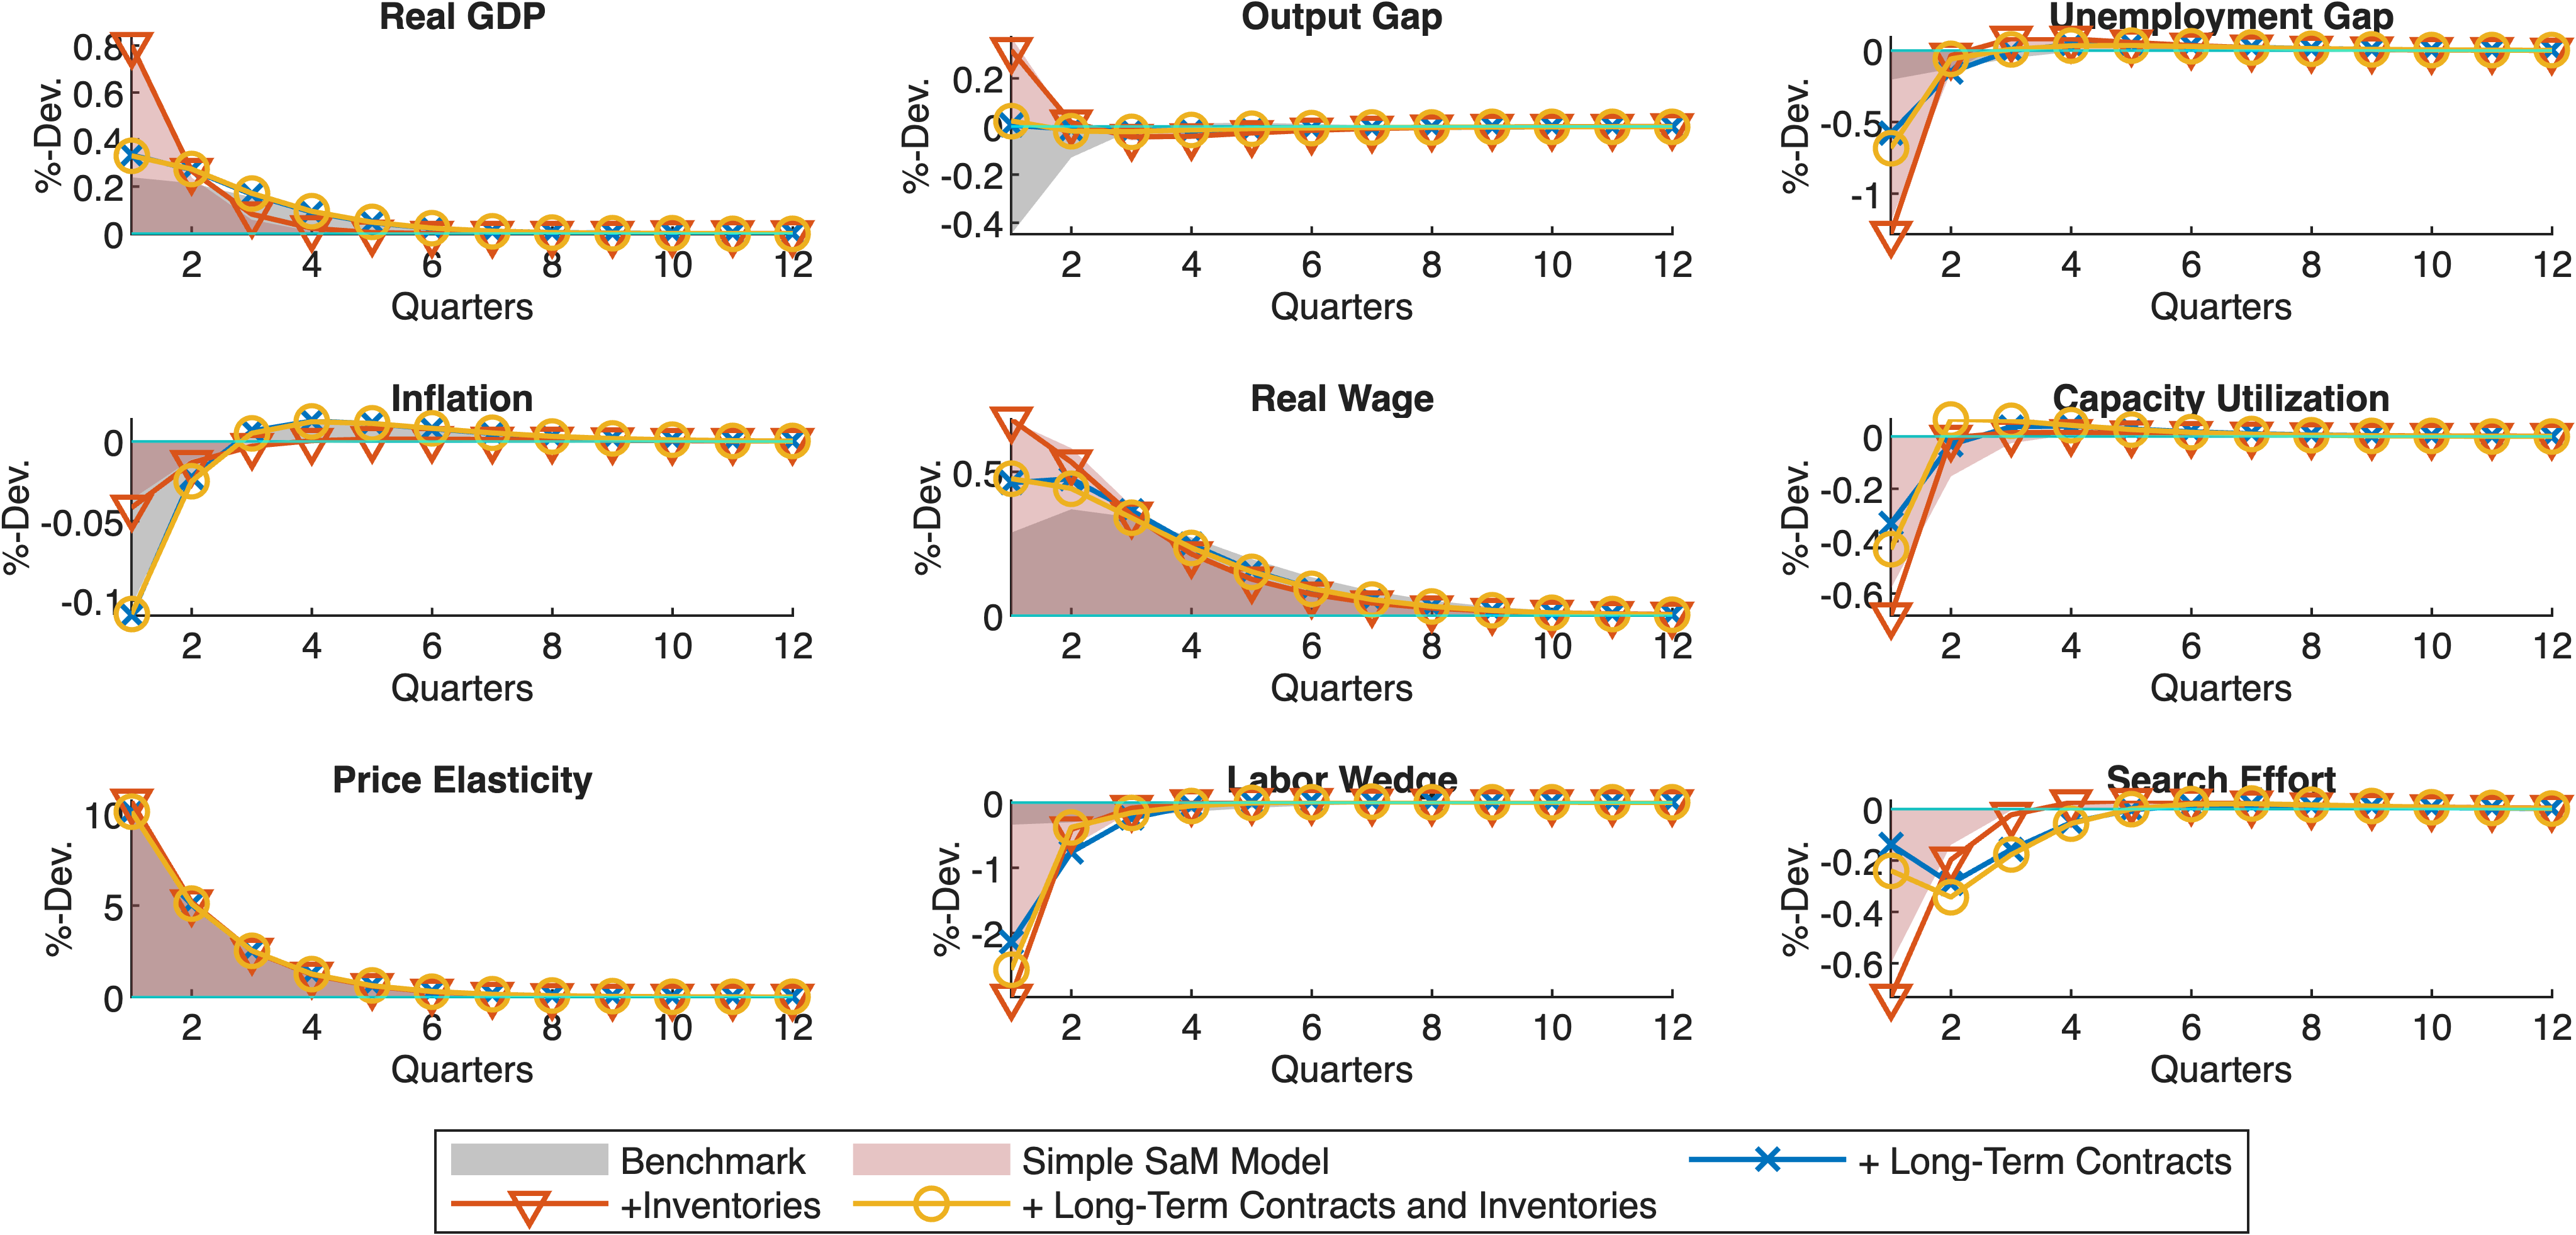 Real GDP
%-Dev.
0.8
0.6
0.4
0.2
0
2 4 6 8 10 12
Quarters
Output Gap
%-Dev.
0.2
0
-0.2
-0.4
2 4 6 8 10 12
Quarters
Unemployment Gap
%-Dev.
0
-0.5
-1
2 4 6 8 10 12
Quarters
Inflation
%-Dev.
0
-0.05
-0.1
2 4 6 8 10 12
Quarters
Real Wage
%-Dev.
0.5
0
2 4 6 8 10 12
Quarters
Capacity Utilization
%-Dev.
0
-0.2
-0.4
-0.6
2 4 6 8 10 12
Quarters
Price Elasticity
%-Dev.
10
5
0
2 4 6 8 10 12
Quarters
Labor Wedge
%-Dev.
0
-1
-2
2 4 6 8 10 12
Quarters
Search Effort
%-Dev.
0
-0.2
-0.4
-0.6
2 4 6 8 10 12
Quarters
Benchmark
Simple SaM Model
+ Long-Term Contracts
+Inventories
+ Long-Term Contracts and Inventories